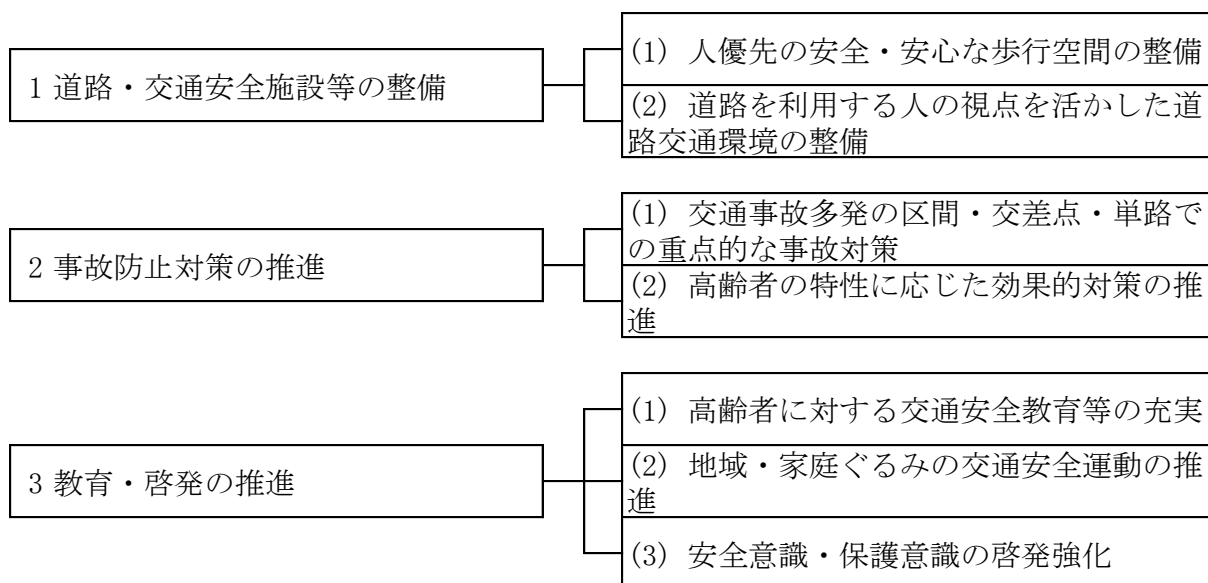 1 道路・交通安全施設等の整備
(1) 人優先の安全・安心な歩行空間の整備
(2) 道路を利用する人の視点を活かした道
路交通環境の整備
2 事故防止対策の推進
(1) 交通事故多発の区間・交差点・単路で
の重点的な事故対策
(2) 高齢者の特性に応じた効果的対策の推
進
3 教育・啓発の推進
(1) 高齢者に対する交通安全教育等の充実
(2) 地域・家庭ぐるみの交通安全運動の推
進
(3) 安全意識・保護意識の啓発強化